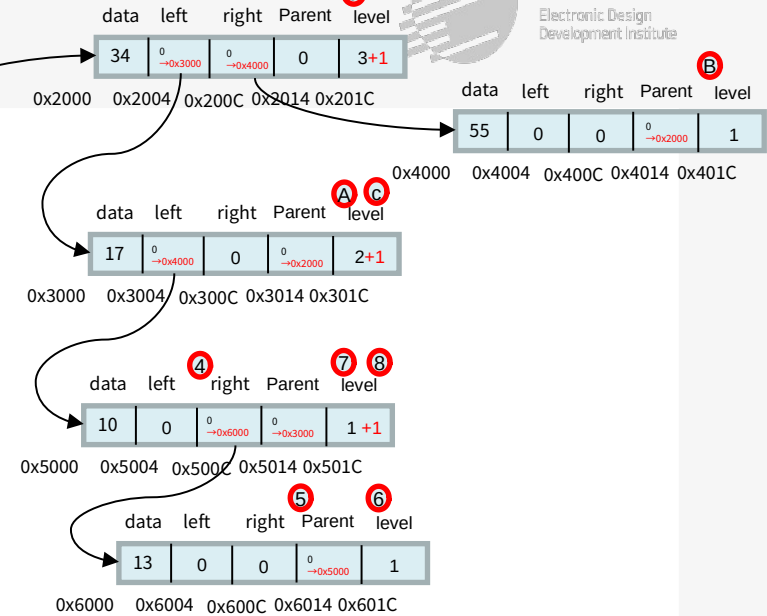 Electronic Design
Development Institute
data left right Parent level
34 0 →0x3000 0 →0x4000 0 3+1
0x2000 0x2004 0x200C 0x2014 0x201C
B
data left right Parent level
55 0 0 0 →0x2000 1
0x4000 0x4004 0x400C 0x4014 0x401C
A c
data left right Parent level
17 0 →0x4000 0 0 →0x2000 2+1
0x3000 0x3004 0x300C 0x3014 0x301C
4 7 8
data left right Parent level
10 0 0 →0x6000 0 →0x3000 1 +1
0x5000 0x5004 0x500C 0x5014 0x501C
5 6
data left right Parent level
13 0 0 0 →0x5000 1
0x6000 0x6004 0x600C 0x6014 0x601C